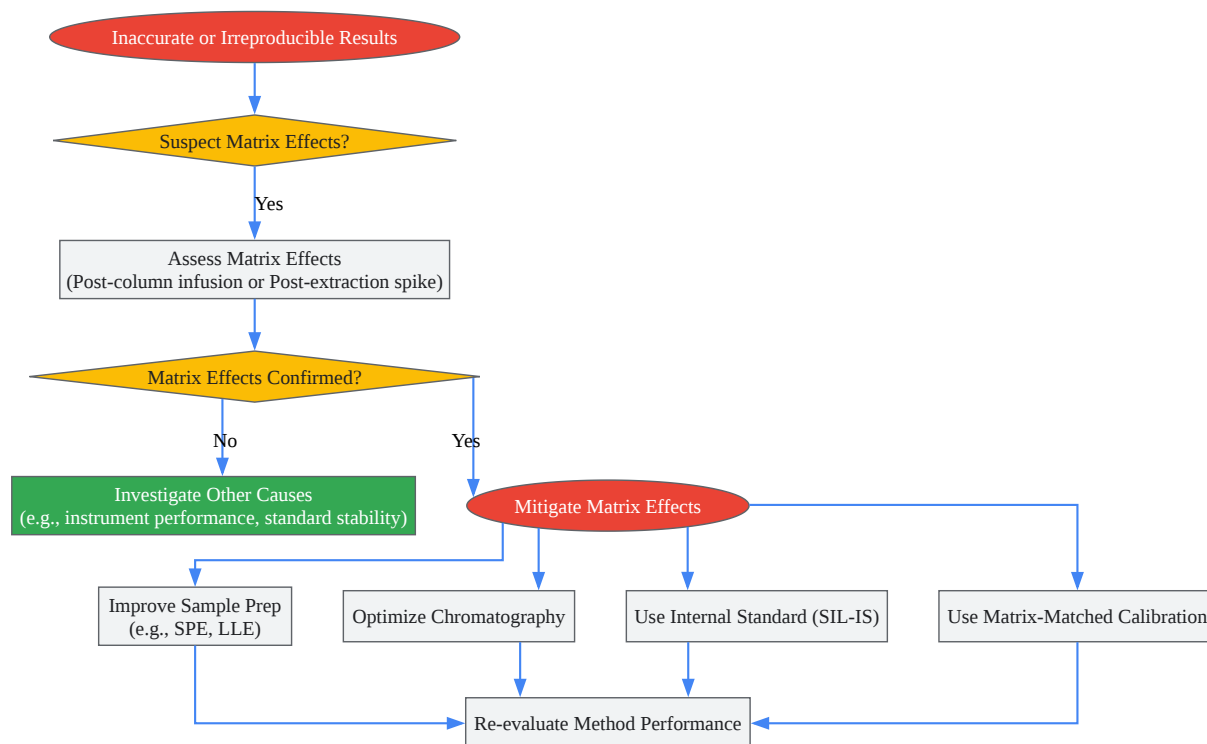 Inaccurate or Irreproducible Results
Suspect Matrix Effects?
Yes
Assess Matrix Effects
(Post-column infusion or Post-extraction spike)
Matrix Effects Confirmed?
No
Yes
Investigate Other Causes
(e.g., instrument performance, standard stability)
Mitigate Matrix Effects
Improve Sample Prep
(e.g., SPE, LLE)
Optimize Chromatography
Use Internal Standard (SIL-IS)
Use Matrix-Matched Calibration
Re-evaluate Method Performance